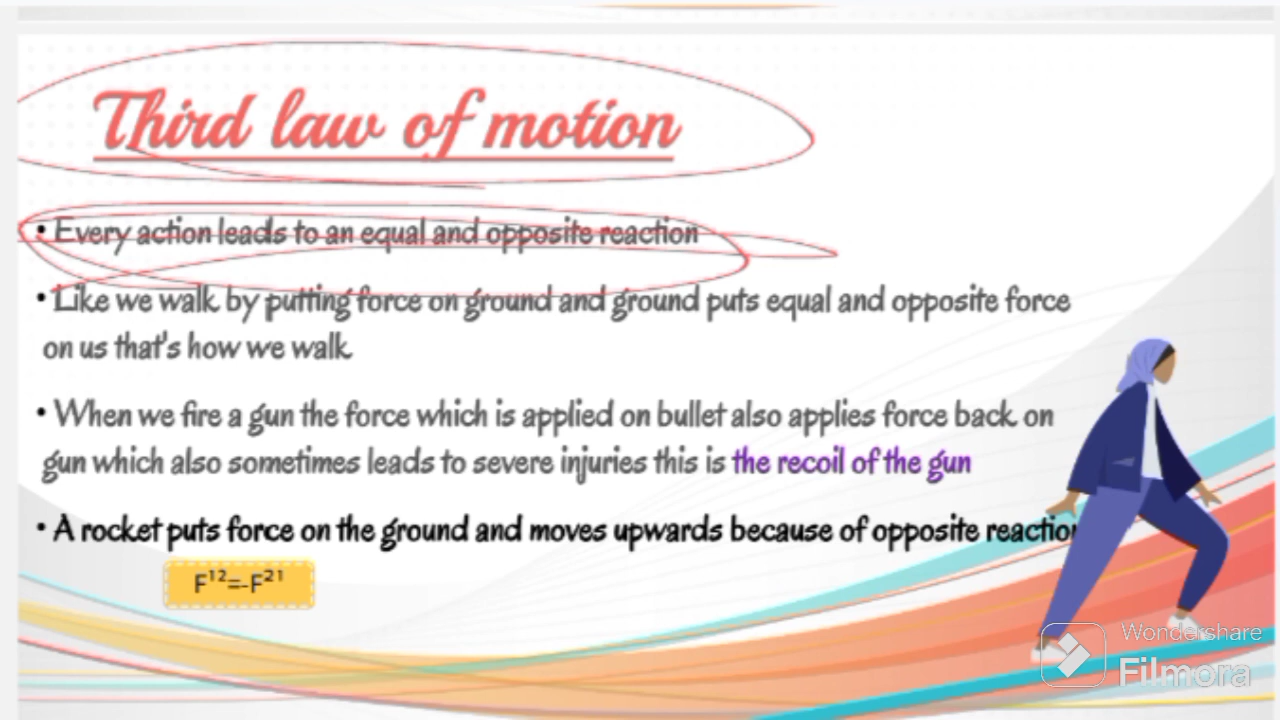 Third law of motion
• Every action leads to an equal and opposite reaction
• Like we walk by putting force on ground and ground puts equal and opposite force
on us that's how we walk.
• When we fire a gun the force which is applied on bullet also applies force back on
gun which also sometimes leads to severe injuries this is the recoil of the gun
• A rocket puts force on the ground and moves upwards because of opposite reaction
F¹²=-F²¹
Wondershare
Filmora